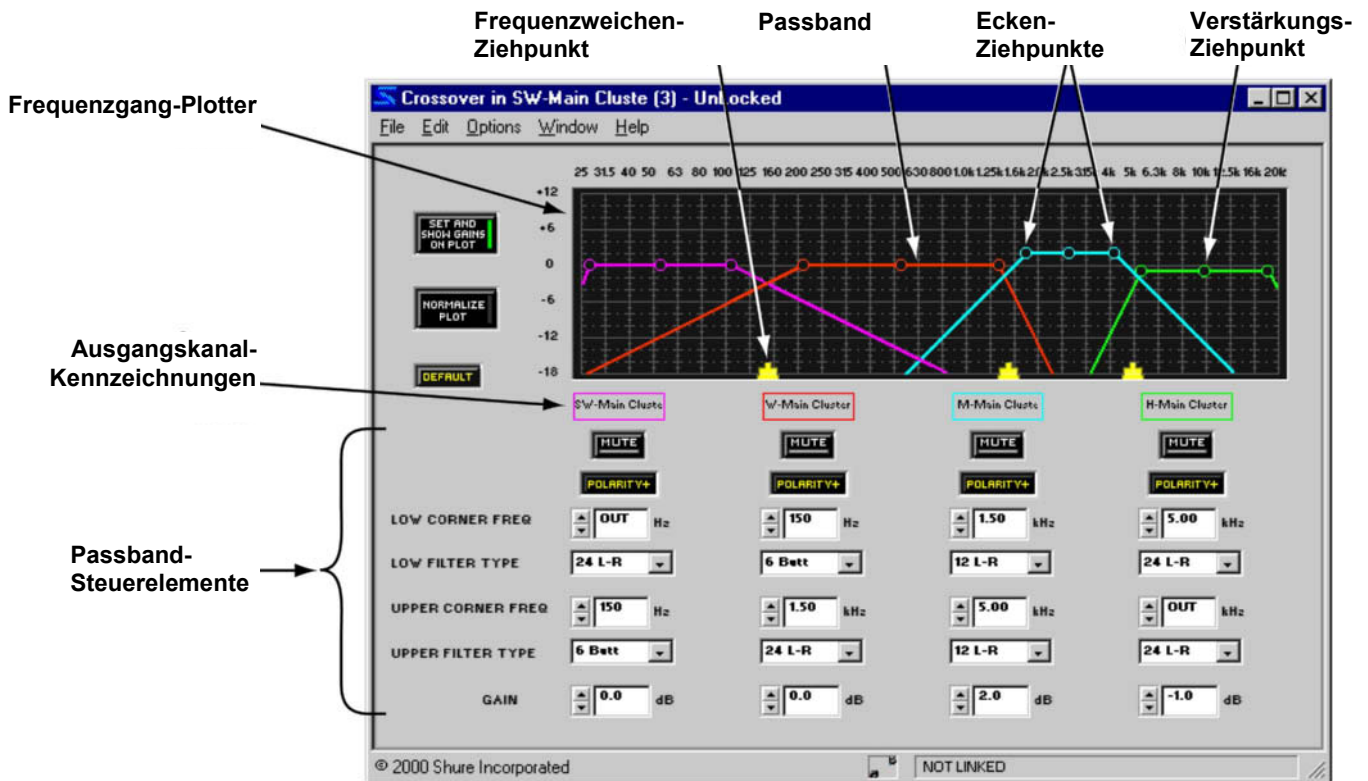 Frequenzweichen-
Ziehpunkt
Passband
Ecken-
Ziehpunkte
Verstärkungs-
Ziehpunkt
Frequenzgang-Plotter
Crossover in SW-Main Cluste (3) - UnLocked
File Edit Options Window Help
25 31.5 40 50 63 80 100 125 160 200 250 315 400 500 630 800 1.0k 1.25k 1.6k 2.0k 2.5k 3.15k 4k 5k 6.3k 8k 10k 12.5k 16k 20k
+12
+6
0
-6
-12
-18
SET AND
SHOW GAINS
ON PLOT
NORMALIZE
PLOT
DEFAULT
Ausgangskanal-
Kennzeichnungen
SW-Main Cluste W-Main Cluster M-Main Cluste H-Main Cluster
MUTE MUTE MUTE MUTE
POLARITY+ POLARITY+ POLARITY+ POLARITY+
Passband-
Steuerelemente
LOW CORNER FREQ OUT Hz 150 Hz 1.50 kHz 5.00 kHz
LOW FILTER TYPE 24 L-R 6 Butt 12 L-R 24 L-R
UPPER CORNER FREQ 150 Hz 1.50 kHz 5.00 kHz OUT kHz
UPPER FILTER TYPE 6 Butt 24 L-R 12 L-R 24 L-R
GAIN 0.0 dB 0.0 dB 2.0 dB -1.0 dB
© 2000 Shure Incorporated
NOT LINKED